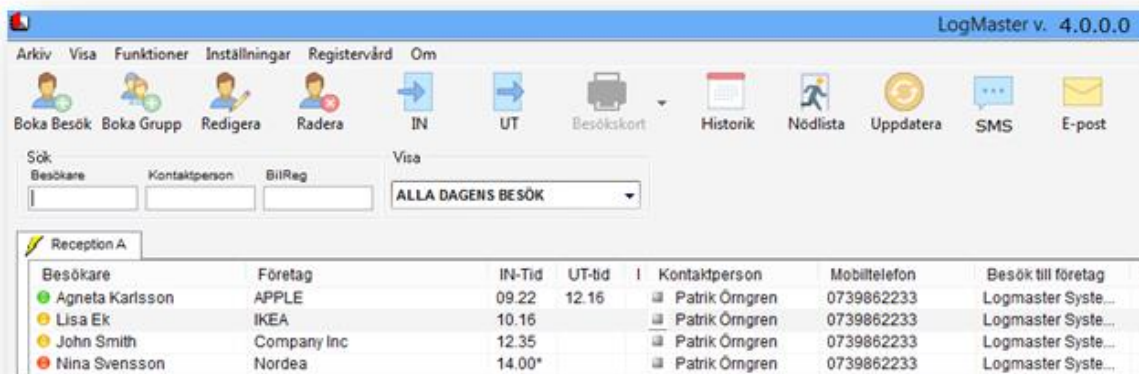 LogMaster v. 4.0.0.0
Arkiv Visa Funktioner Inställningar Registervård Om
Boka Besök Boka Grupp Redigera Radera IN UT Besökskort Historik Nödlista Uppdatera SMS E-post
Sök Visa
Besökare Kontaktperson BilReg
ALLA DAGENS BESÖK
Reception A
Besökare Företag IN-Tid UT-tid I Kontaktperson Mobiltelefon Besök till företag
Agneta Karlsson APPLE 09.22 12.16 Patrik Örngren 0739862233 Logmaster Syste...
Lisa Ek IKEA 10.16 Patrik Örngren 0739862233 Logmaster Syste...
John Smith Company Inc 12.35 Patrik Örngren 0739862233 Logmaster Syste...
Nina Svensson Nordea 14.00* Patrik Örngren 0739862233 Logmaster Syste...